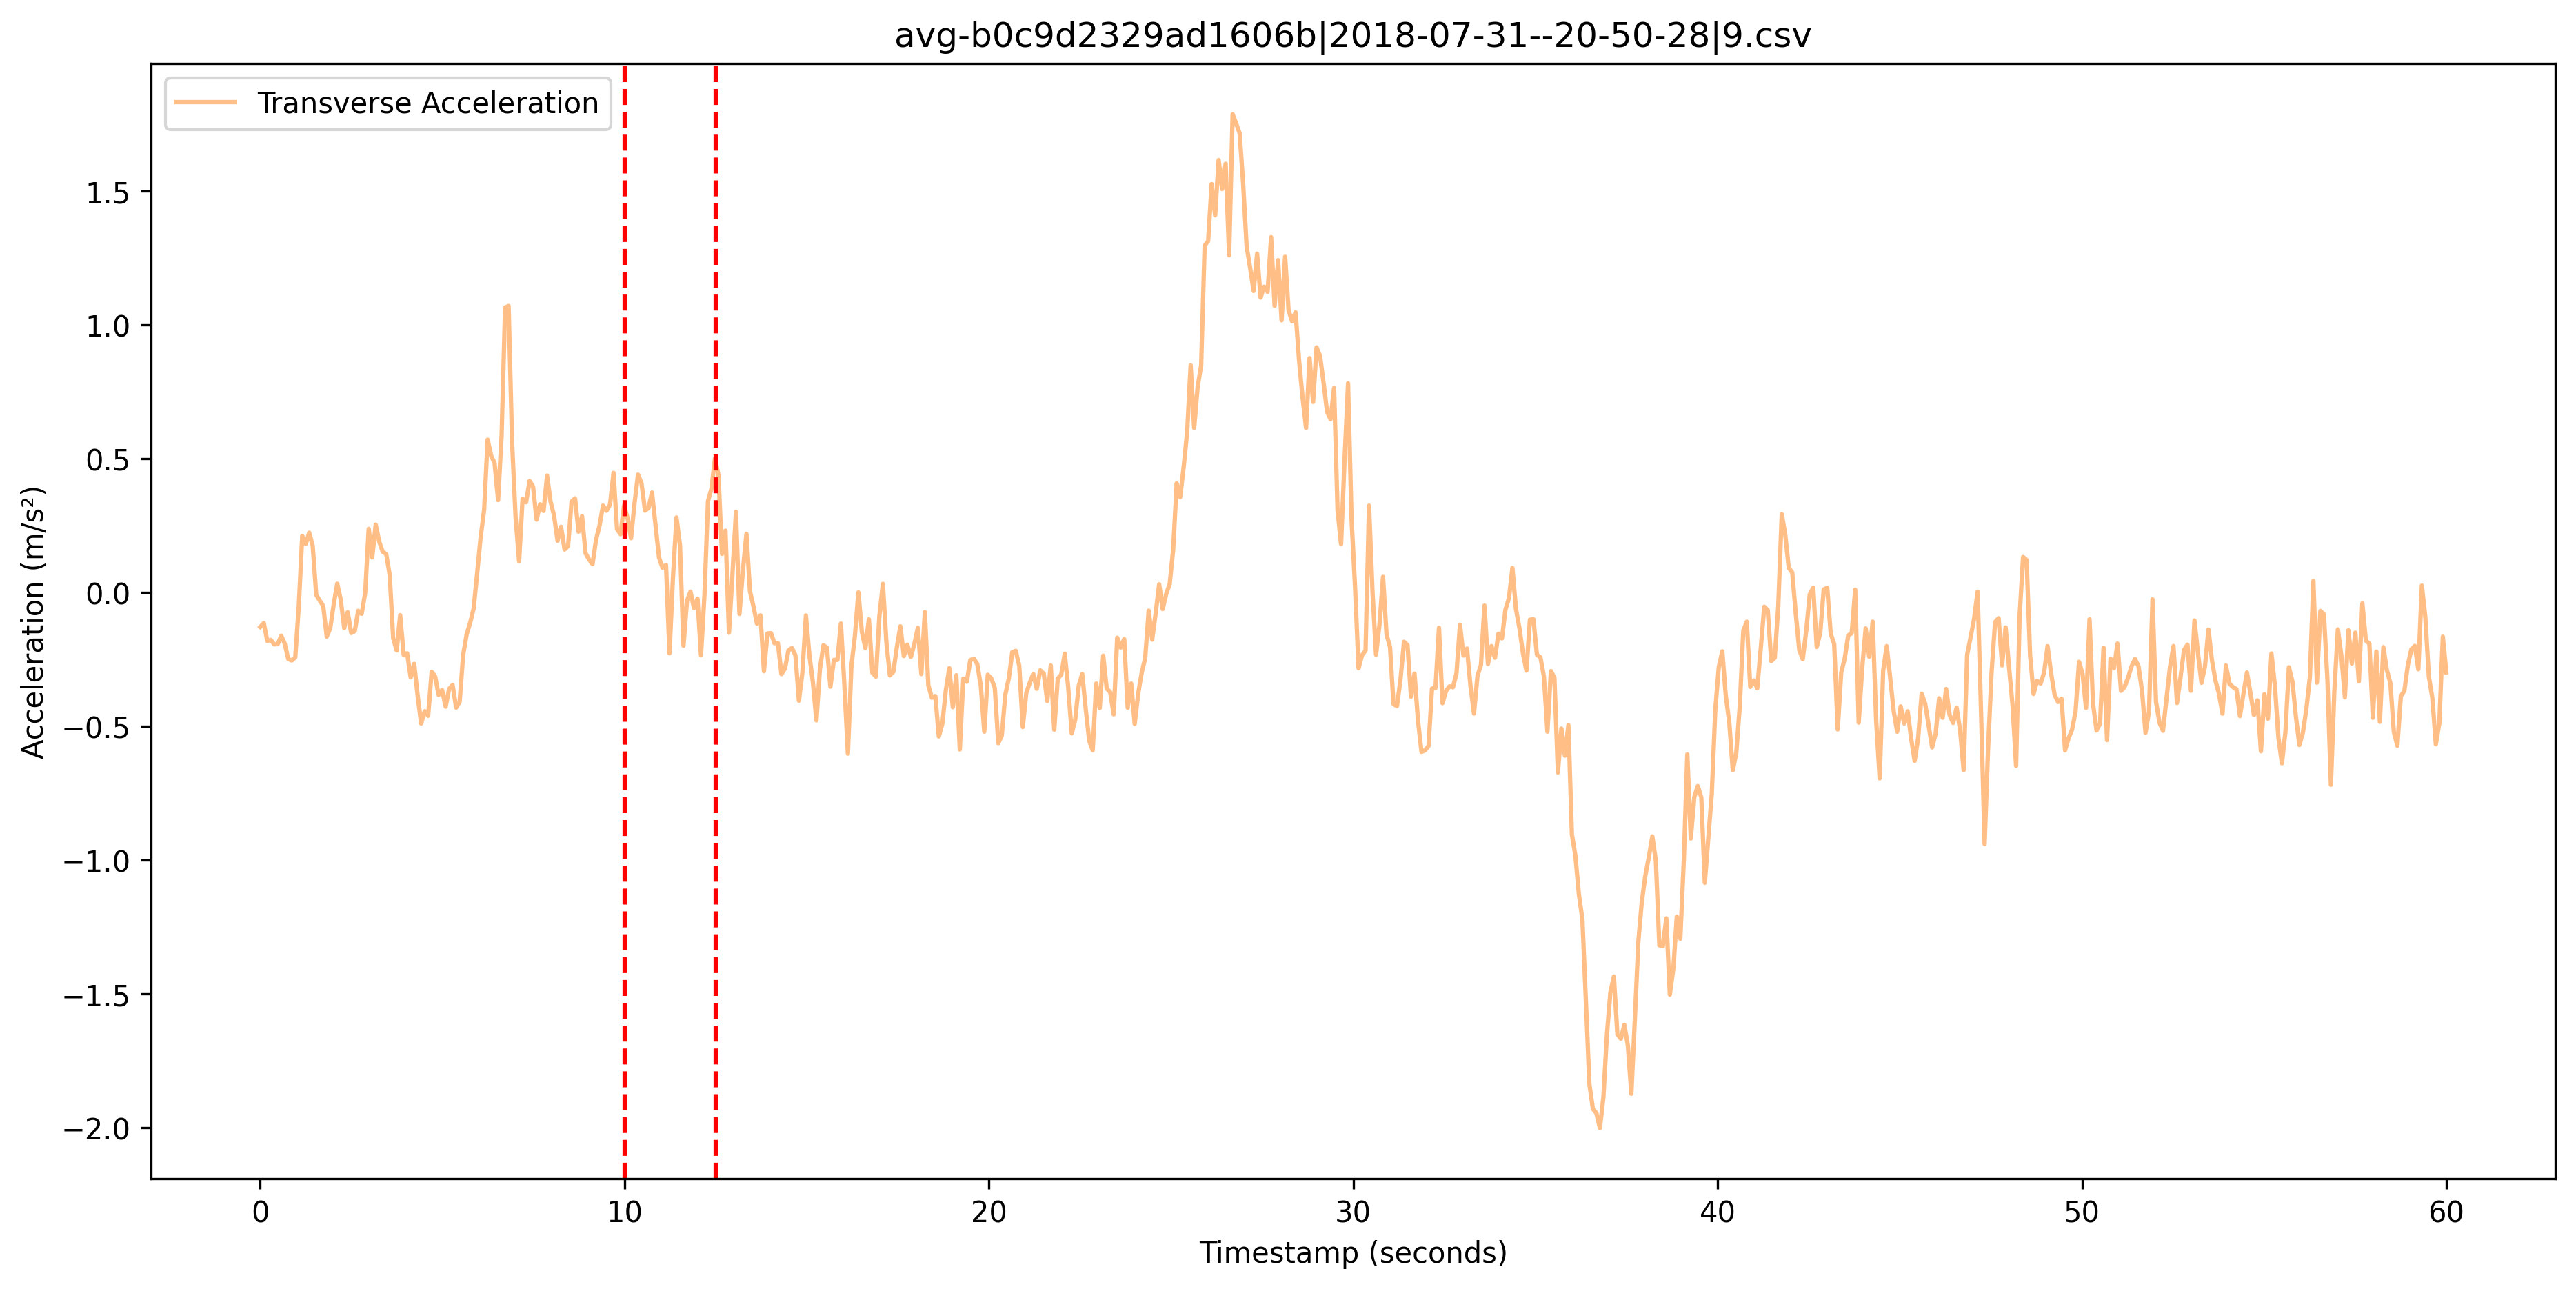 avg-b0c9d2329ad1606b|2018-07-31--20-50-28|9.csv
Transverse Acceleration
Acceleration (m/s²)
1.5
1.0
0.5
0.0
−0.5
−1.0
−1.5
−2.0
0 10 20 30 40 50 60
Timestamp (seconds)